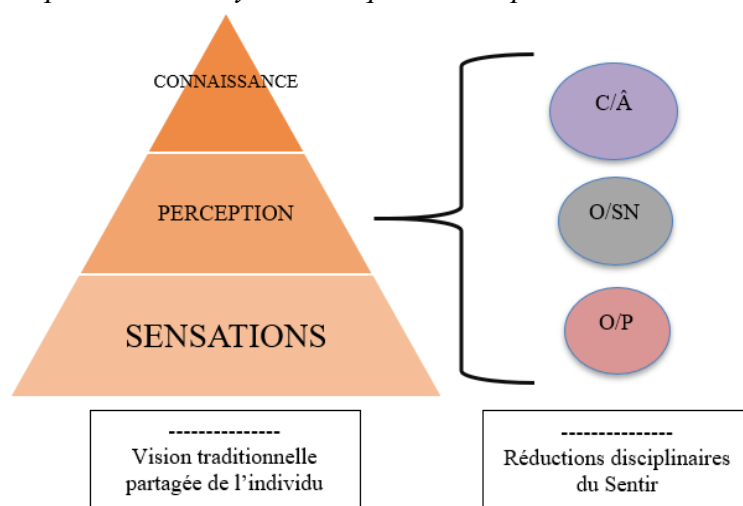 CONNAISSANCE
PERCEPTION
SENSATIONS
C/Â
O/SN
O/P
---------------
Vision traditionnelle
partagée de l'individu
---------------
Réductions disciplinaires
du Sentir